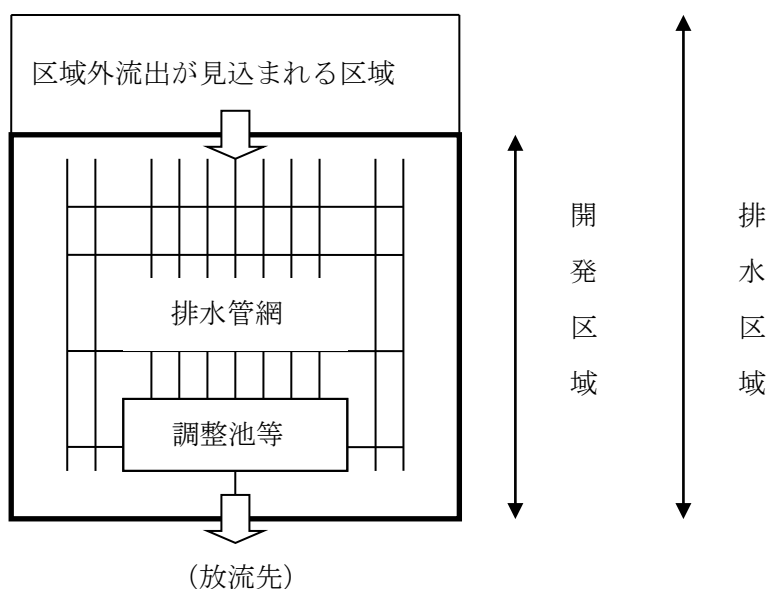 区域外流出が見込まれる区域
排水管網
調整池等
(放流先)
開発区域
排水区域